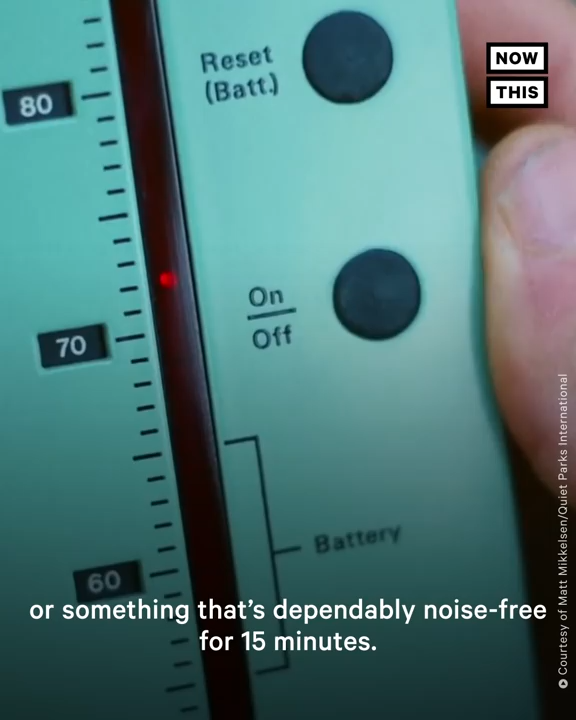 NOW
THIS
Reset
(Batt.)
80
On
Off
70
Battery
60
or something that's dependably noise-free
for 15 minutes.
Courtesy of Matt Mikkelsen/Quiet Parks International